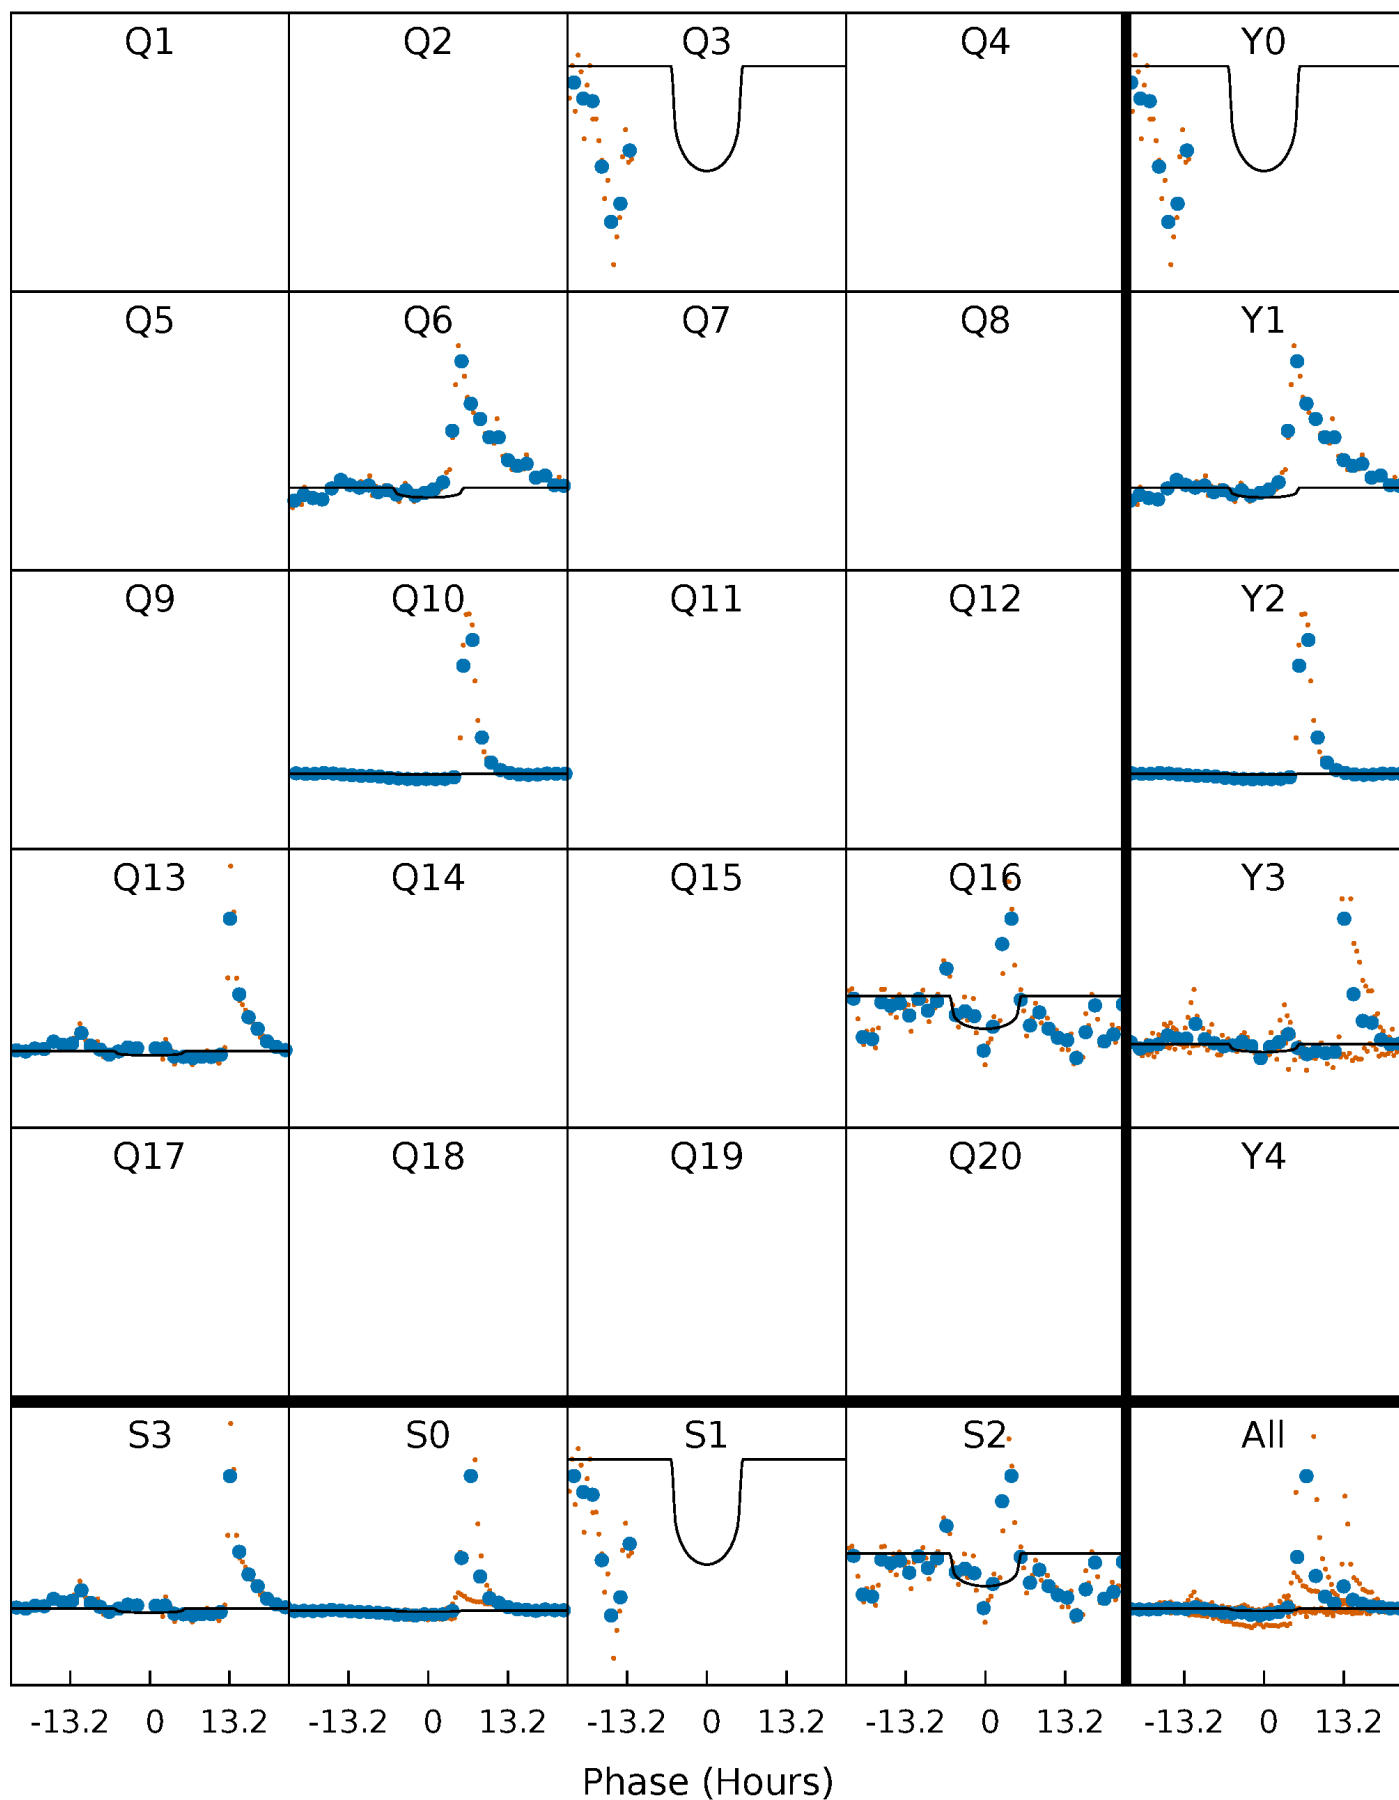 Q1 Q2 Q3 Q4 Y0
Q5 Q6 Q7 Q8 Y1
Q9 Q10 Q11 Q12 Y2
Q13 Q14 Q15 Q16 Y3
Q17 Q18 Q19 Q20 Y4
S3 S0 S1 S2 All
-13.2 0 13.2 -13.2 0 13.2 -13.2 0 13.2 -13.2 0 13.2 -13.2 0 13.2
Phase (Hours)